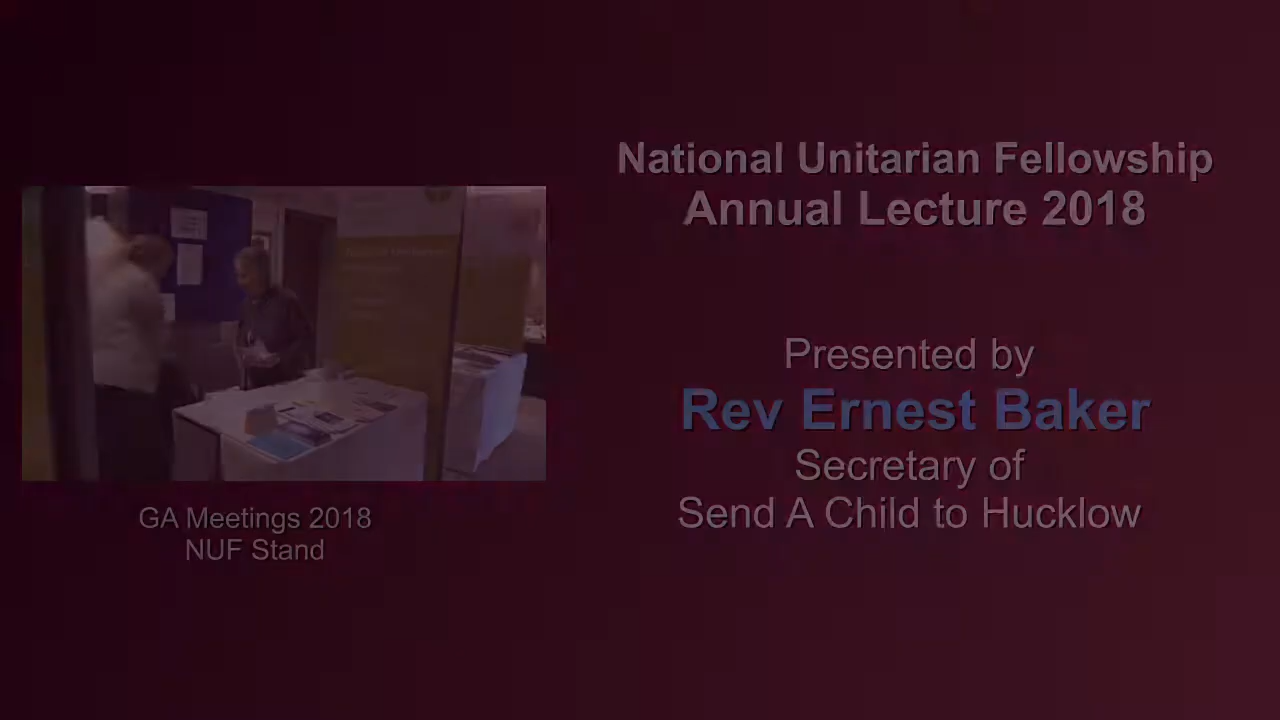 National Unitarian Fellowship
Annual Lecture 2018
Presented by
Rev Ernest Baker
Secretary of
Send A Child to Hucklow
GA Meetings 2018
NUF Stand